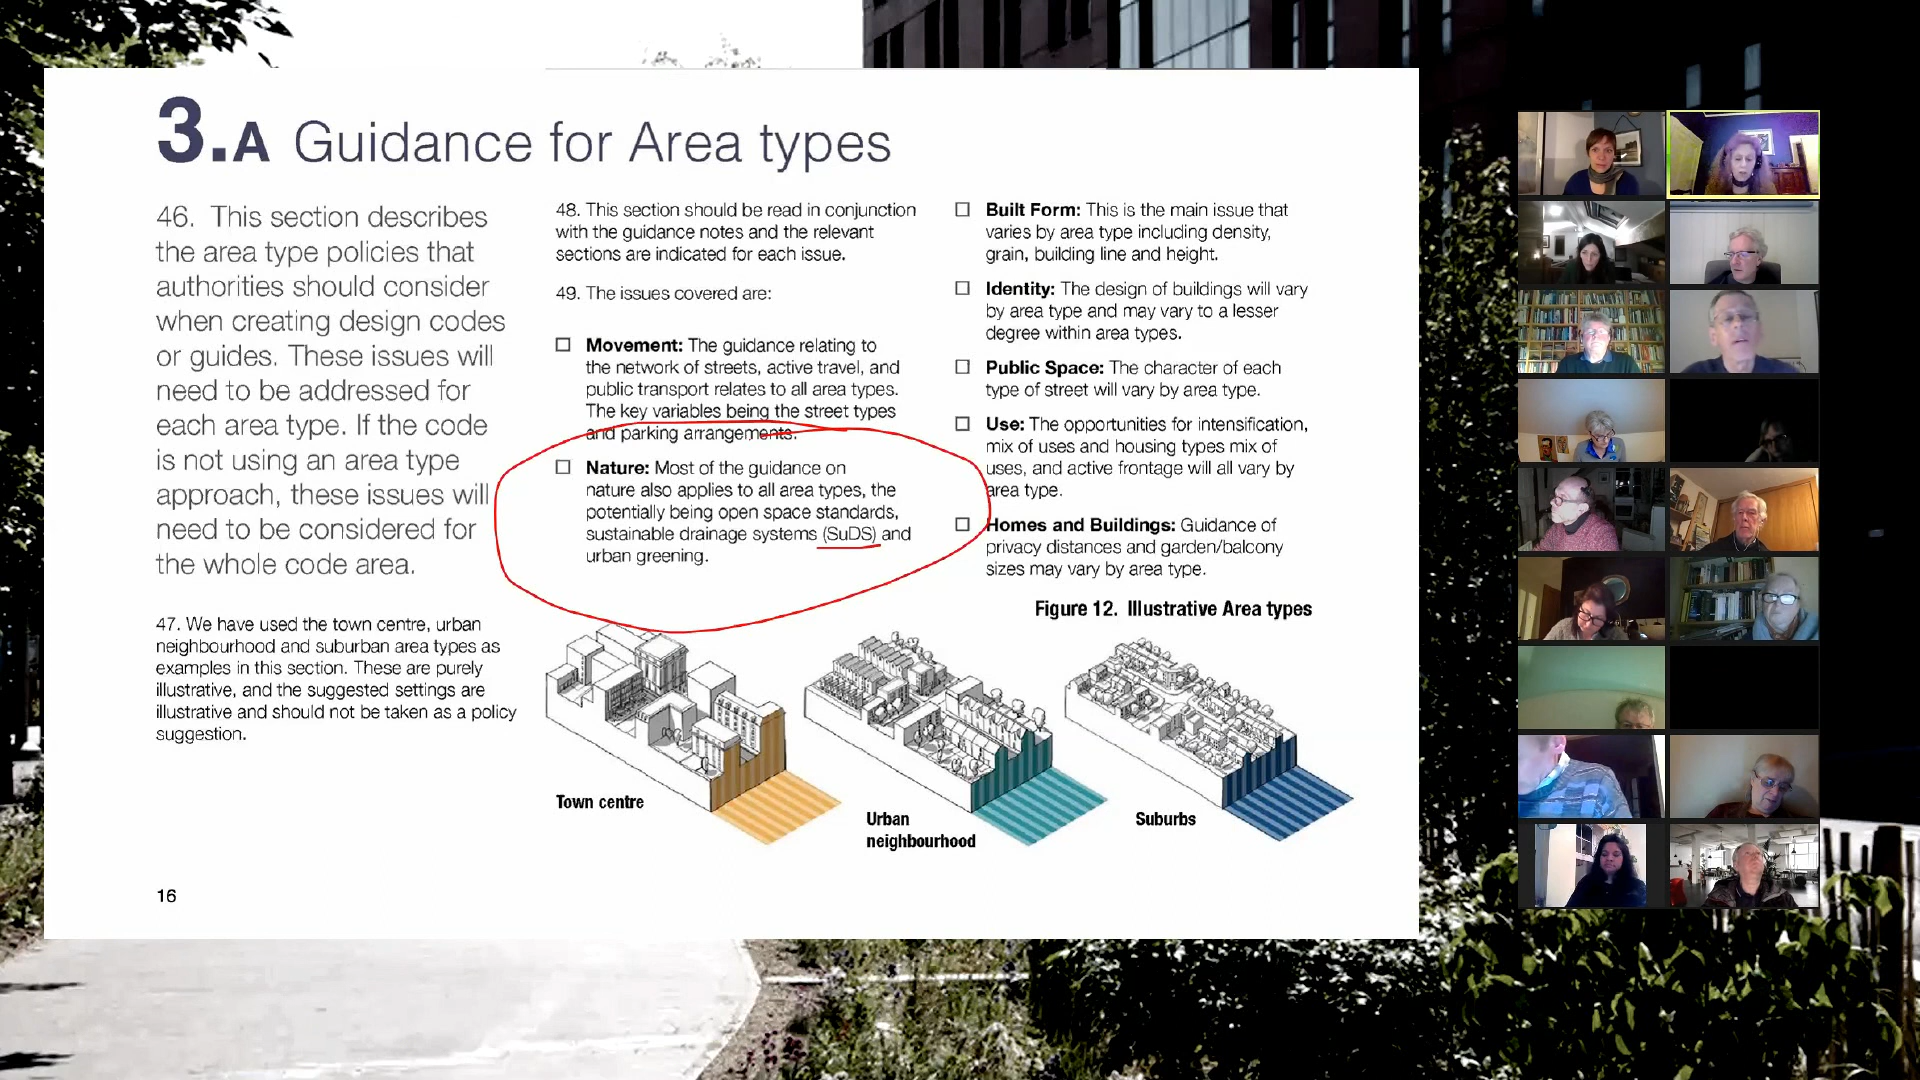 3.A Guidance for Area types
46. This section describes
the area type policies that
authorities should consider
when creating design codes
or guides. These issues will
need to be addressed for
each area type. If the code
is not using an area type
approach, these issues will
need to be considered for
the whole code area.
47. We have used the town centre, urban
neighbourhood and suburban area types as
examples in this section. These are purely
illustrative, and the suggested settings are
illustrative and should not be taken as a policy
suggestion.
48. This section should be read in conjunction
with the guidance notes and the relevant
sections are indicated for each issue.
49. The issues covered are:
Movement: The guidance relating to
the network of streets, active travel, and
public transport relates to all area types.
The key variables being the street types
and parking arrangements.
Nature: Most of the guidance on
nature also applies to all area types, the
potentially being open space standards,
sustainable drainage systems (SuDS) and
urban greening.
Built Form: This is the main issue that
varies by area type including density,
grain, building line and height.
Identity: The design of buildings will vary
by area type and may vary to a lesser
degree within area types.
Public Space: The character of each
type of street will vary by area type.
Use: The opportunities for intensification,
mix of uses and housing types mix of
uses, and active frontage will all vary by
area type.
Homes and Buildings: Guidance of
privacy distances and garden/balcony
sizes may vary by area type.
Figure 12. Illustrative Area types
Town centre
Urban
neighbourhood
Suburbs
16